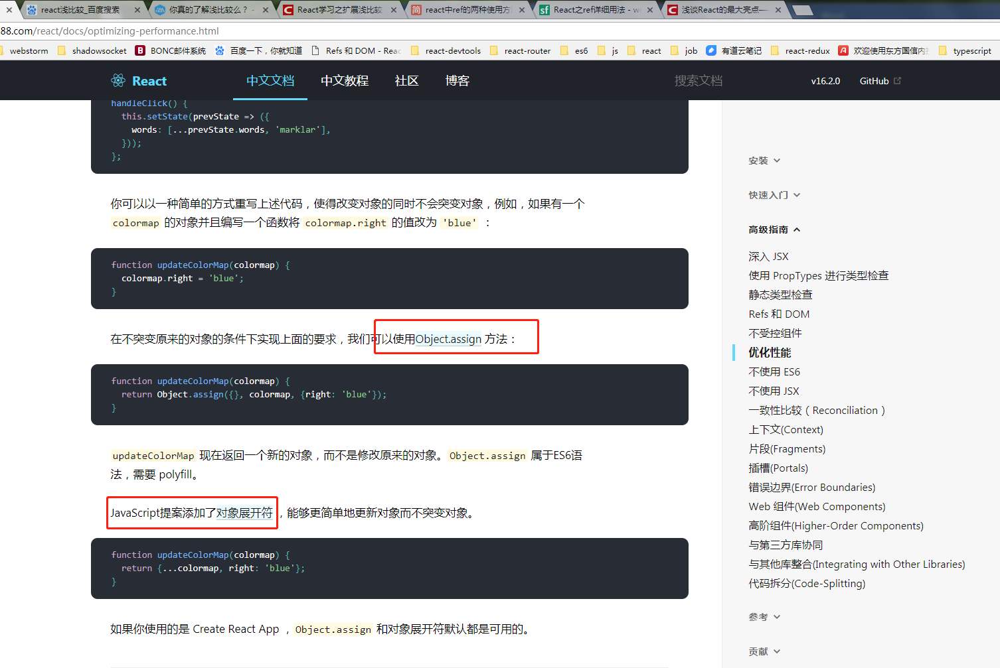 react浅比较_百度搜索
你真的了解浅比较么？ -
React学习之扩展浅比较
react中ref的两种使用方
React之ref详细用法 - w
浅谈React的最大亮点—
88.com/react/docs/optimizing-performance.html
webstorm shadowsocket BONC邮件系统 百度一下，你就知道 Refs 和 DOM - Reac react-devtools react-router es6 js react job 有道云笔记 react-redux 欢迎使用东方国信内 typescript
React 中文文档 中文教程 社区 博客 搜索文档 v16.2.0 GitHub
handleClick() {
this.setState(prevState => ({
words: [...prevState.words, 'marklar'],
}));
};
你可以以一种简单的方式重写上述代码，使得改变对象的同时不会突变对象，例如，如果有一个
colormap 的对象并且编写一个函数将 colormap.right 的值改为 'blue' ：
function updateColorMap(colormap) {
colormap.right = 'blue';
}
在不突变原来的对象的条件下实现上面的要求，我们可以使用Object.assign 方法：
function updateColorMap(colormap) {
return Object.assign({}, colormap, {right: 'blue'});
}
updateColorMap 现在返回一个新的对象，而不是修改原来的对象。Object.assign 属于ES6语
法，需要 polyfill。
JavaScript提案添加了对象展开符，能够更简单地更新对象而不突变对象。
function updateColorMap(colormap) {
return {...colormap, right: 'blue'};
}
如果你使用的是 Create React App ，Object.assign 和对象展开符默认都是可用的。
安装
快速入门
高级指南
深入 JSX
使用 PropTypes 进行类型检查
静态类型检查
Refs 和 DOM
不受控组件
优化性能
不使用 ES6
不使用 JSX
一致性比较（Reconciliation）
上下文(Context)
片段(Fragments)
插槽(Portals)
错误边界(Error Boundaries)
Web 组件(Web Components)
高阶组件(Higher-Order Components)
与第三方库协同
与其他库整合(Integrating with Other Libraries)
代码拆分(Code-Splitting)
参考
贡献